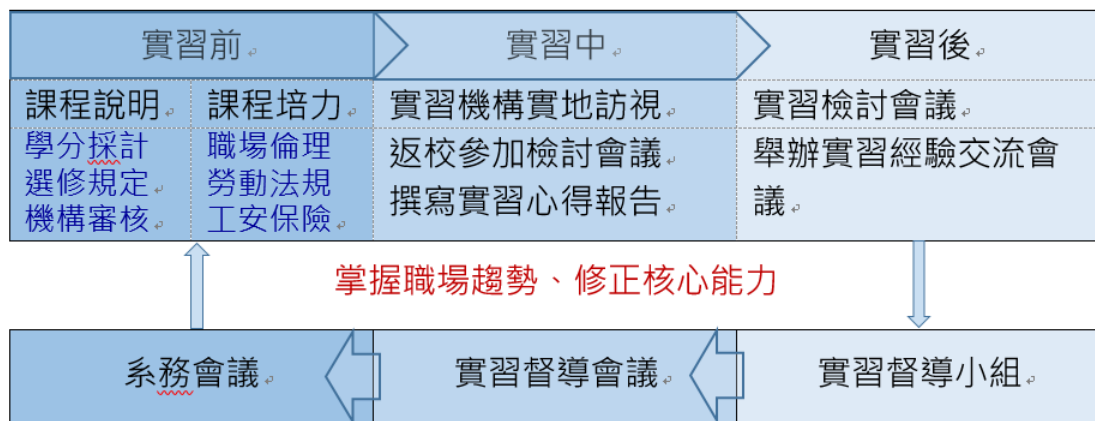 實習前
實習中
實習後
課程說明
課程培力
實習機構實地訪視
實習檢討會議
學分採計
選修規定
機構審核
職場倫理
勞動法規
工安保險
返校參加檢討會議
撰寫實習心得報告
舉辦實習經驗交流會
議
掌握職場趨勢、修正核心能力
系務會議
實習督導會議
實習督導小組